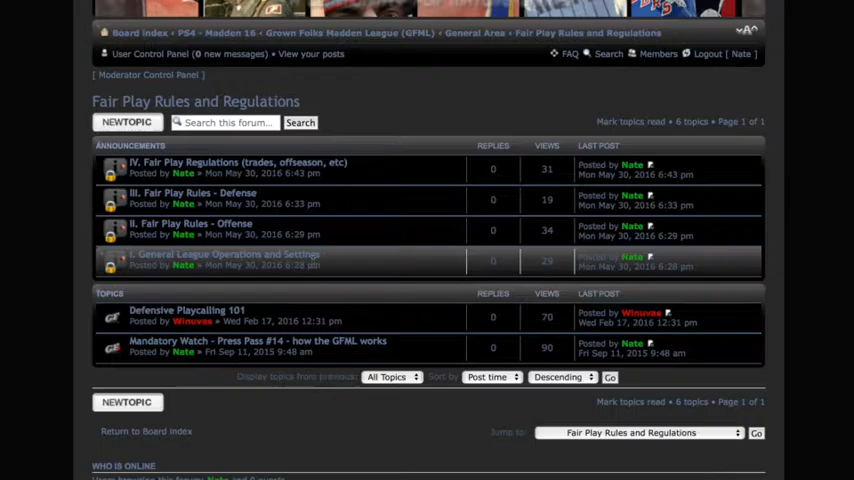 Board index ‹ PS4 - Madden 16 ‹ Grown Folks Madden League (GFML) ‹ General Area ‹ Fair Play Rules and Regulations
User Control Panel (0 new messages) • View your posts FAQ Search Members Logout [ Nate ]
[ Moderator Control Panel ]
Fair Play Rules and Regulations
NEWTOPIC Search this forum... Search Mark topics read • 6 topics • Page 1 of 1
ANNOUNCEMENTS REPLIES VIEWS LAST POST
IV. Fair Play Regulations (trades, offseason, etc)
Posted by Nate » Mon May 30, 2016 6:43 pm
0 31
Posted by Nate
Mon May 30, 2016 6:43 pm
III. Fair Play Rules - Defense
Posted by Nate » Mon May 30, 2016 6:33 pm
0 19
Posted by Nate
Mon May 30, 2016 6:33 pm
II. Fair Play Rules - Offense
Posted by Nate » Mon May 30, 2016 6:29 pm
0 34
Posted by Nate
Mon May 30, 2016 6:29 pm
I. General League Operations and Settings
Posted by Nate » Mon May 30, 2016 6:28 pm
0 29
Posted by Nate
Mon May 30, 2016 6:28 pm
TOPICS REPLIES VIEWS LAST POST
Defensive Playcalling 101
Posted by Winuvas » Wed Feb 17, 2016 12:31 pm
0 70
Posted by Winuvas
Wed Feb 17, 2016 12:31 pm
Mandatory Watch - Press Pass #14 - how the GFML works
Posted by Nate » Fri Sep 11, 2015 9:48 am
0 90
Posted by Nate
Fri Sep 11, 2015 9:48 am
Display topics from previous: All Topics Sort by Post time Descending Go
NEWTOPIC Mark topics read • 6 topics • Page 1 of 1
Return to Board index Jump to: Fair Play Rules and Regulations Go
WHO IS ONLINE
Users browsing this forum: Nate and 0 guests